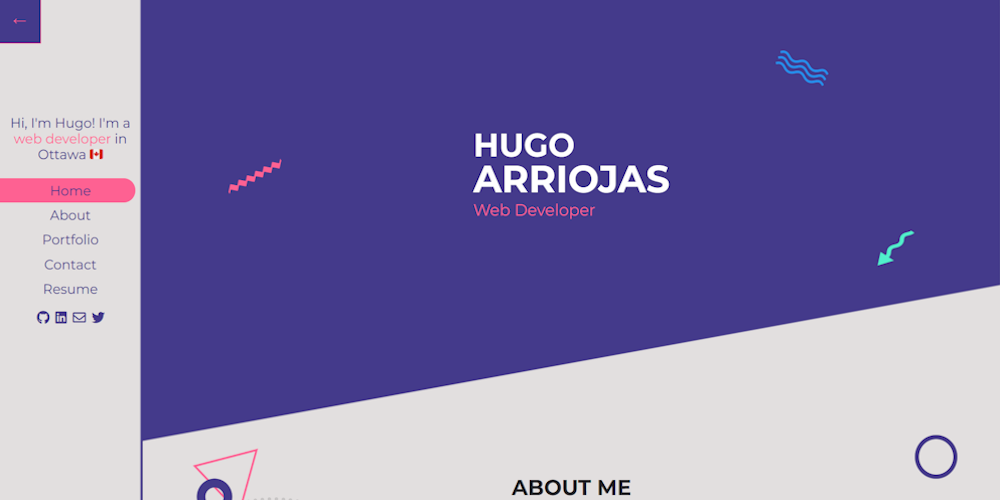 ←
Hi, I'm Hugo! I'm a
web developer in
Ottawa 🇨🇦
Home
About
Portfolio
Contact
Resume
HUGO
ARRIOJAS
Web Developer
ABOUT ME